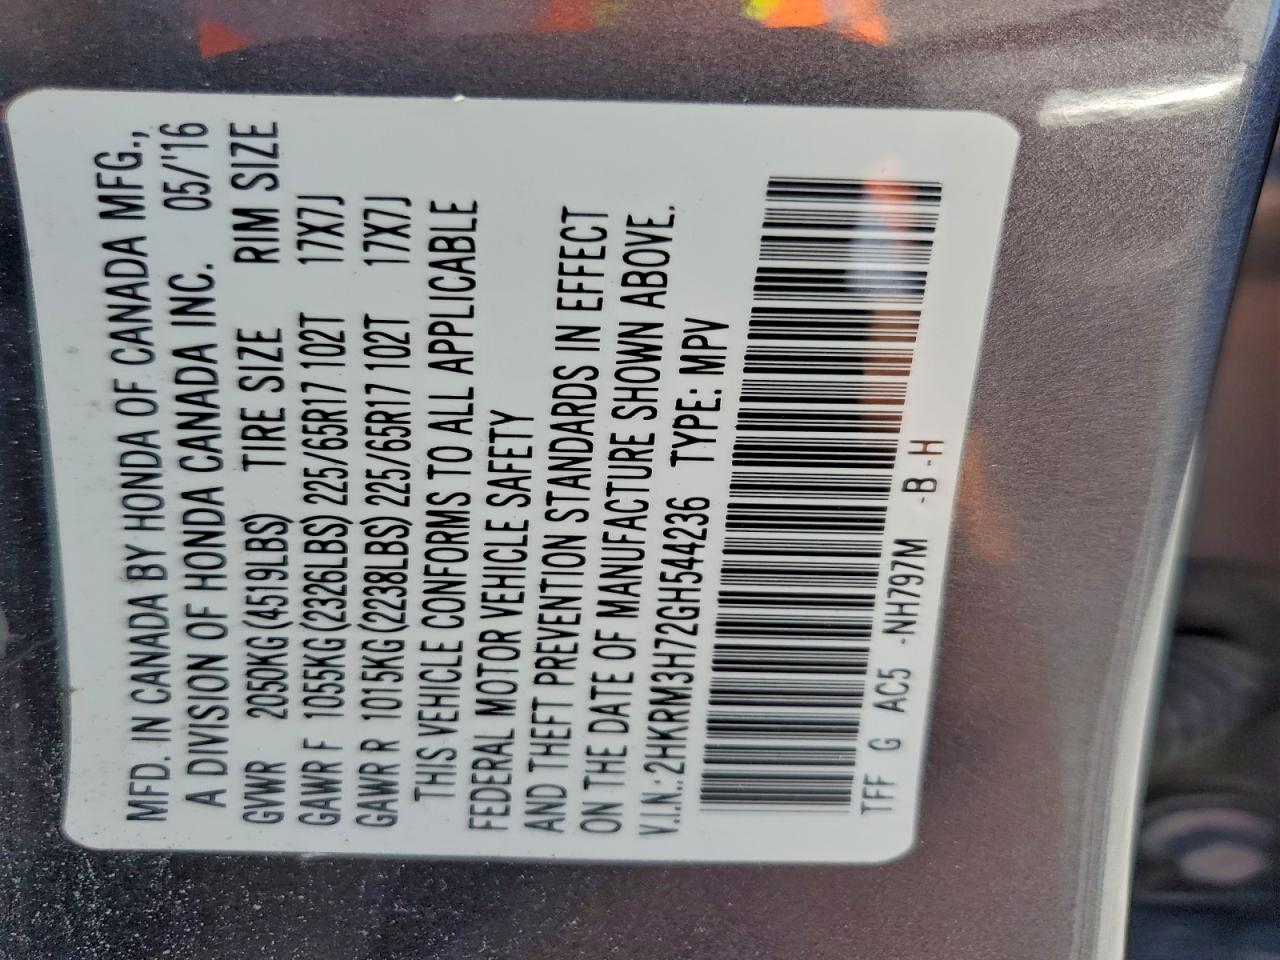 MFD. IN CANADA BY HONDA OF CANADA MFG.,
A DIVISION OF HONDA CANADA INC. 05/'16
GVWR 2050KG (4519LBS) TIRE SIZE RIM SIZE
GAWR F 1055KG (2326LBS) 225/65R17 102T 17X7J
GAWR R 1015KG (2238LBS) 225/65R17 102T 17X7J
THIS VEHICLE CONFORMS TO ALL APPLICABLE
FEDERAL MOTOR VEHICLE SAFETY
AND THEFT PREVENTION STANDARDS IN EFFECT
ON THE DATE OF MANUFACTURE SHOWN ABOVE.
V.I.N.:2HKRM3H72GH544236 TYPE: MPV
TFF G AC5 -NH797M -B -H